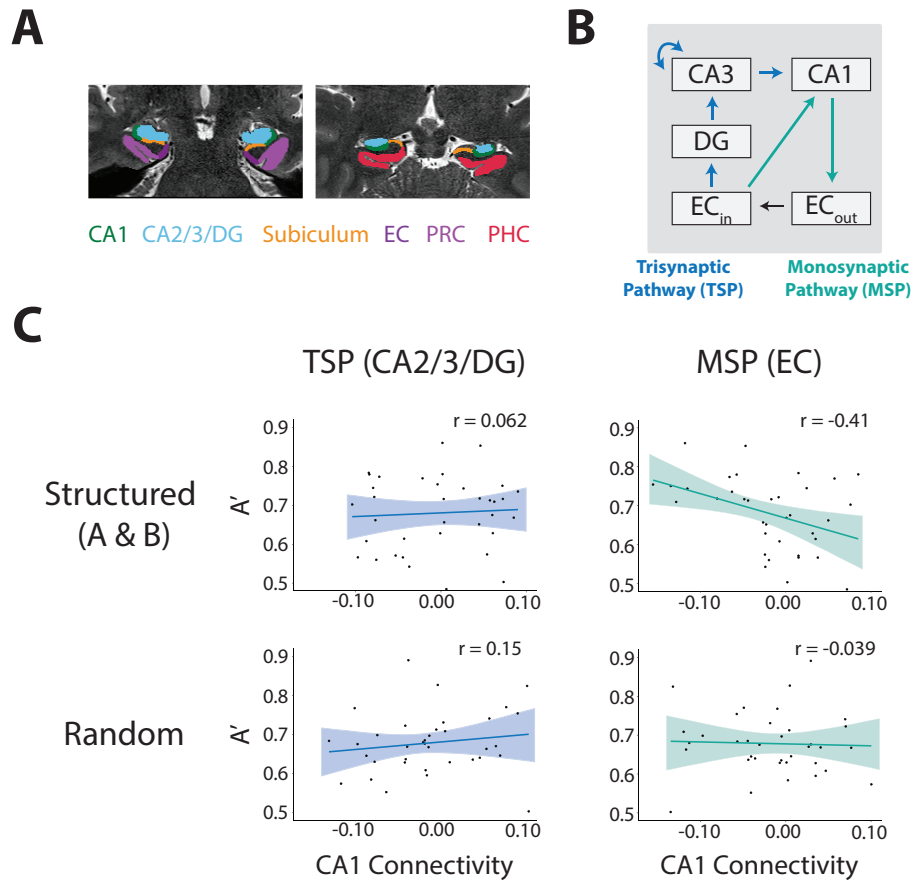 A
B
CA1 CA2/3/DG Subiculum EC PRC PHC
CA3 CA1
DG
ECin ECout
Trisynaptic
Pathway (TSP)
Monosynaptic
Pathway (MSP)
C
TSP (CA2/3/DG) MSP (EC)
Structured
(A & B)
A′
0.9
0.8
0.7
0.6
0.5
-0.10 0.00 0.10
r = 0.062
0.9
0.8
0.7
0.6
0.5
-0.10 0.00 0.10
r = -0.41
Random
A′
0.9
0.8
0.7
0.6
0.5
-0.10 0.00 0.10
r = 0.15
0.9
0.8
0.7
0.6
0.5
-0.10 0.00 0.10
r = -0.039
CA1 Connectivity CA1 Connectivity